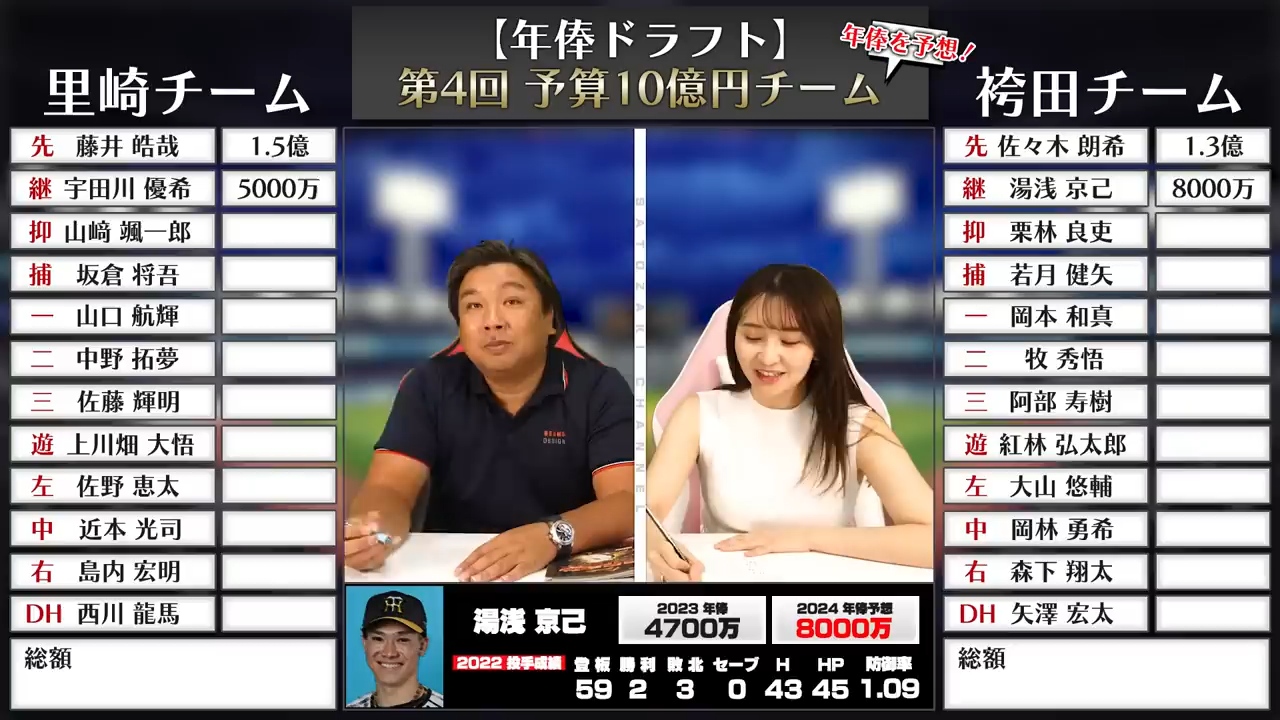 【年俸ドラフト】
第4回 予算10億円チーム
年俸を予想!
里崎チーム
先 藤井 皓哉 1.5億
継 宇田川 優希 5000万
抑 山﨑 颯一郎
捕 坂倉 将吾
一 山口 航輝
二 中野 拓夢
三 佐藤 輝明
遊 上川畑 大悟
左 佐野 恵太
中 近本 光司
右 島内 宏明
DH 西川 龍馬
総額
袴田チーム
先 佐々木 朗希 1.3億
継 湯浅 京己 8000万
抑 栗林 良吏
捕 若月 健矢
一 岡本 和真
二 牧 秀悟
三 阿部 寿樹
遊 紅林 弘太郎
左 大山 悠輔
中 岡林 勇希
右 森下 翔太
DH 矢澤 宏太
総額
SATOZAKI CHANNEL
湯浅 京己
2023 年俸
4700万
2024 年俸予想
8000万
2022 投手成績 登板 勝利 敗北 セーブ H HP 防御率
59 2 3 0 43 45 1.09